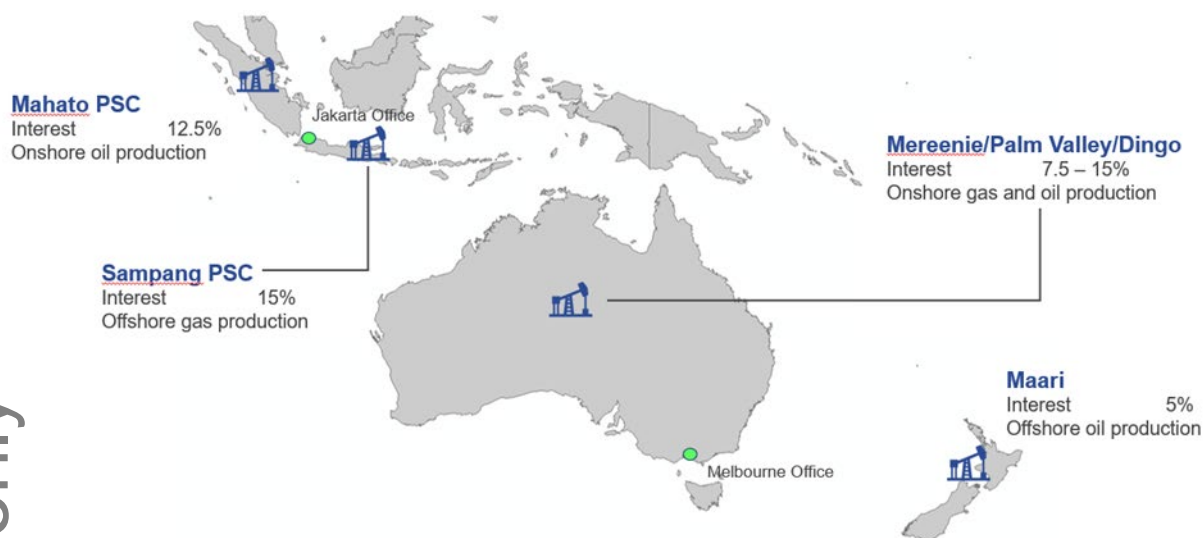 Mahato PSC
Interest 12.5%
Onshore oil production
Jakarta Office
Sampang PSC
Interest 15%
Offshore gas production
Mereenie/Palm Valley/Dingo
Interest 7.5 – 15%
Onshore gas and oil production
Maari
Interest 5%
Offshore oil production
Melbourne Office